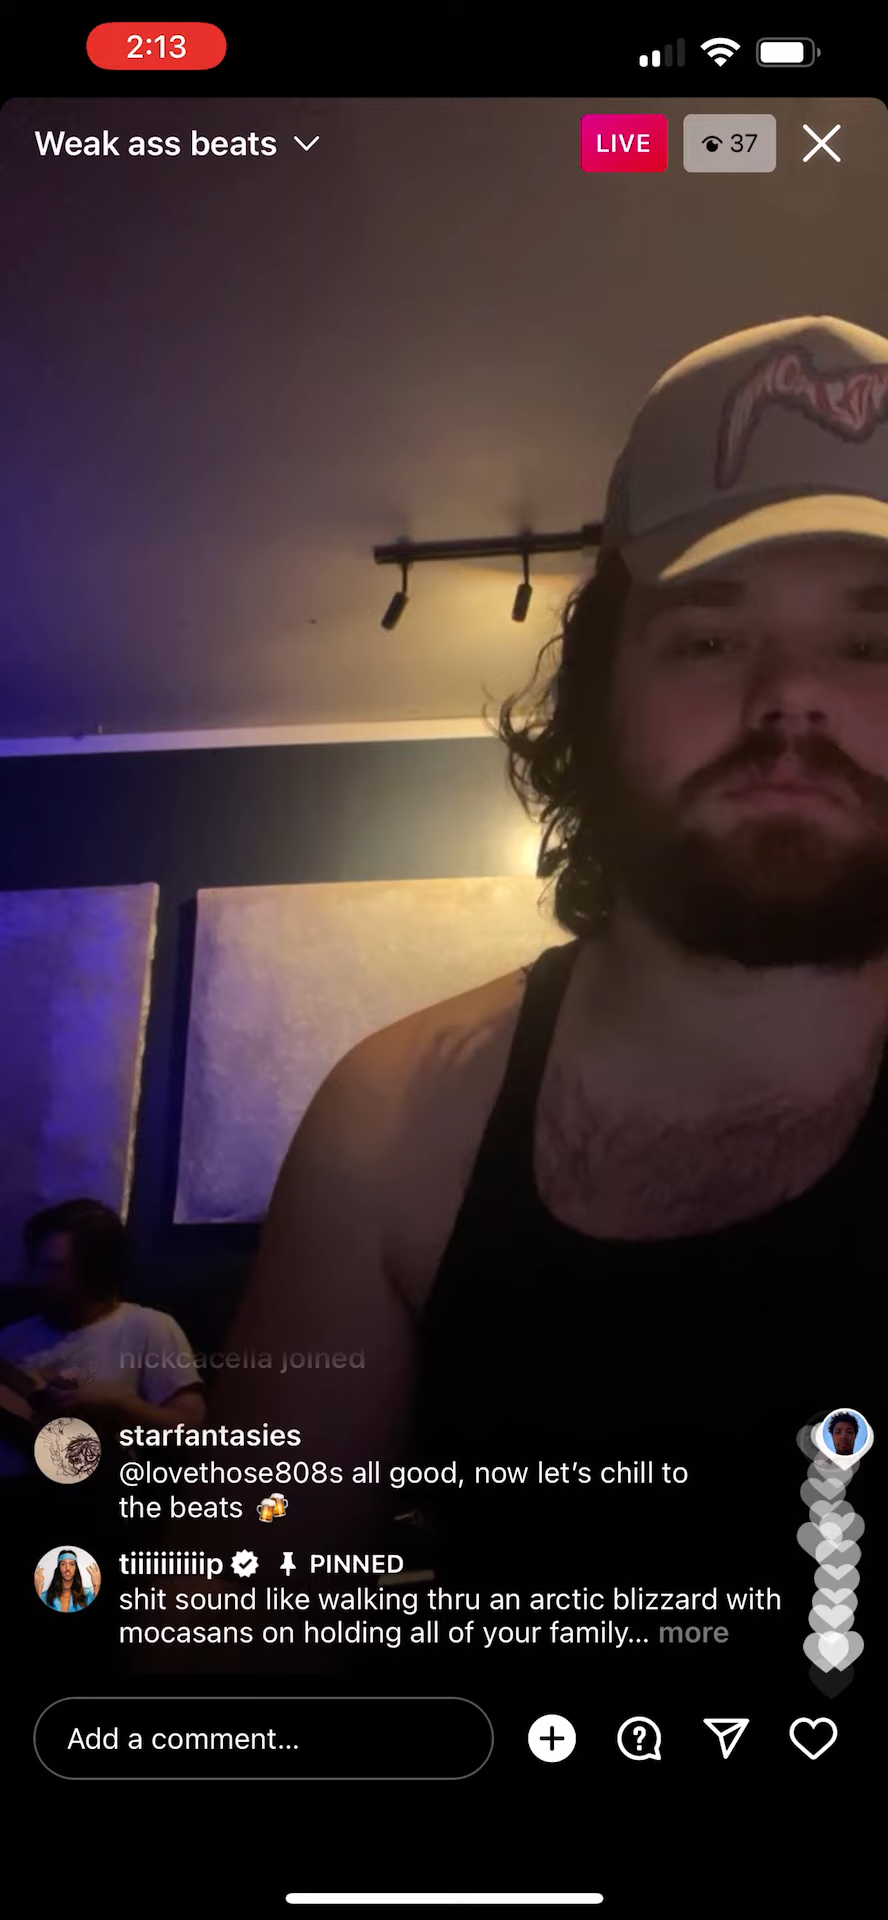 2:13
Weak ass beats
LIVE
37
nickcacella joined
starfantasies
@lovethose808s all good, now let’s chill to
the beats 🍻
tiiiiiiiiiip PINNED
shit sound like walking thru an arctic blizzard with
mocasans on holding all of your family... more
Add a comment...